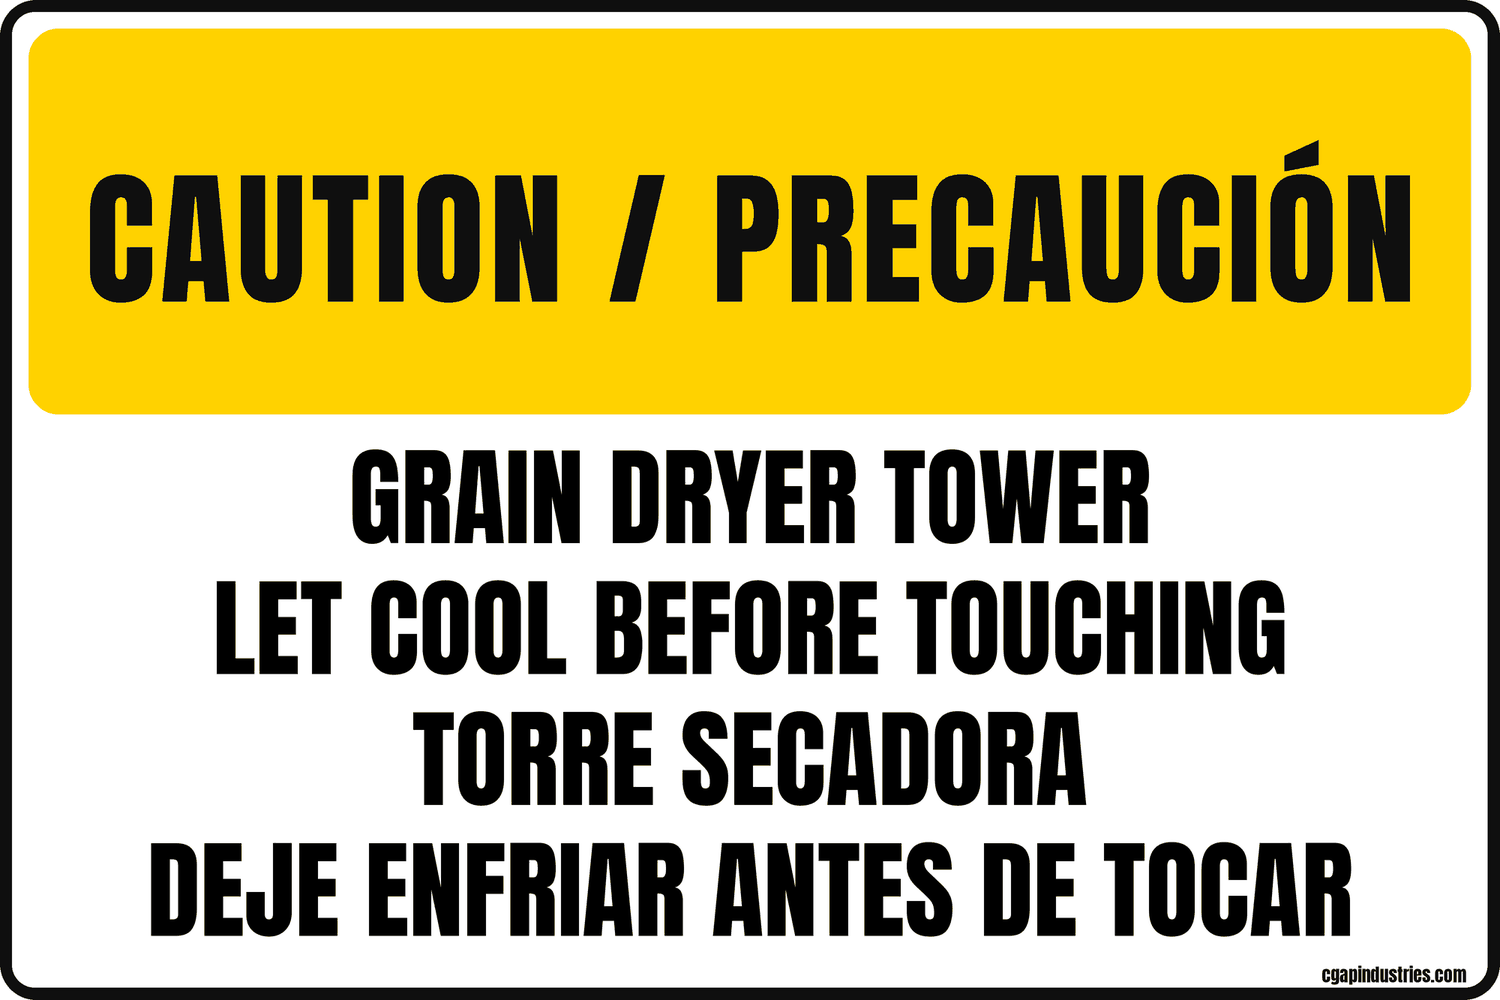 CAUTION / PRECAUCIÓN
GRAIN DRYER TOWER
LET COOL BEFORE TOUCHING
TORRE SECADORA
DEJE ENFRIAR ANTES DE TOCAR
cgapindustries.com